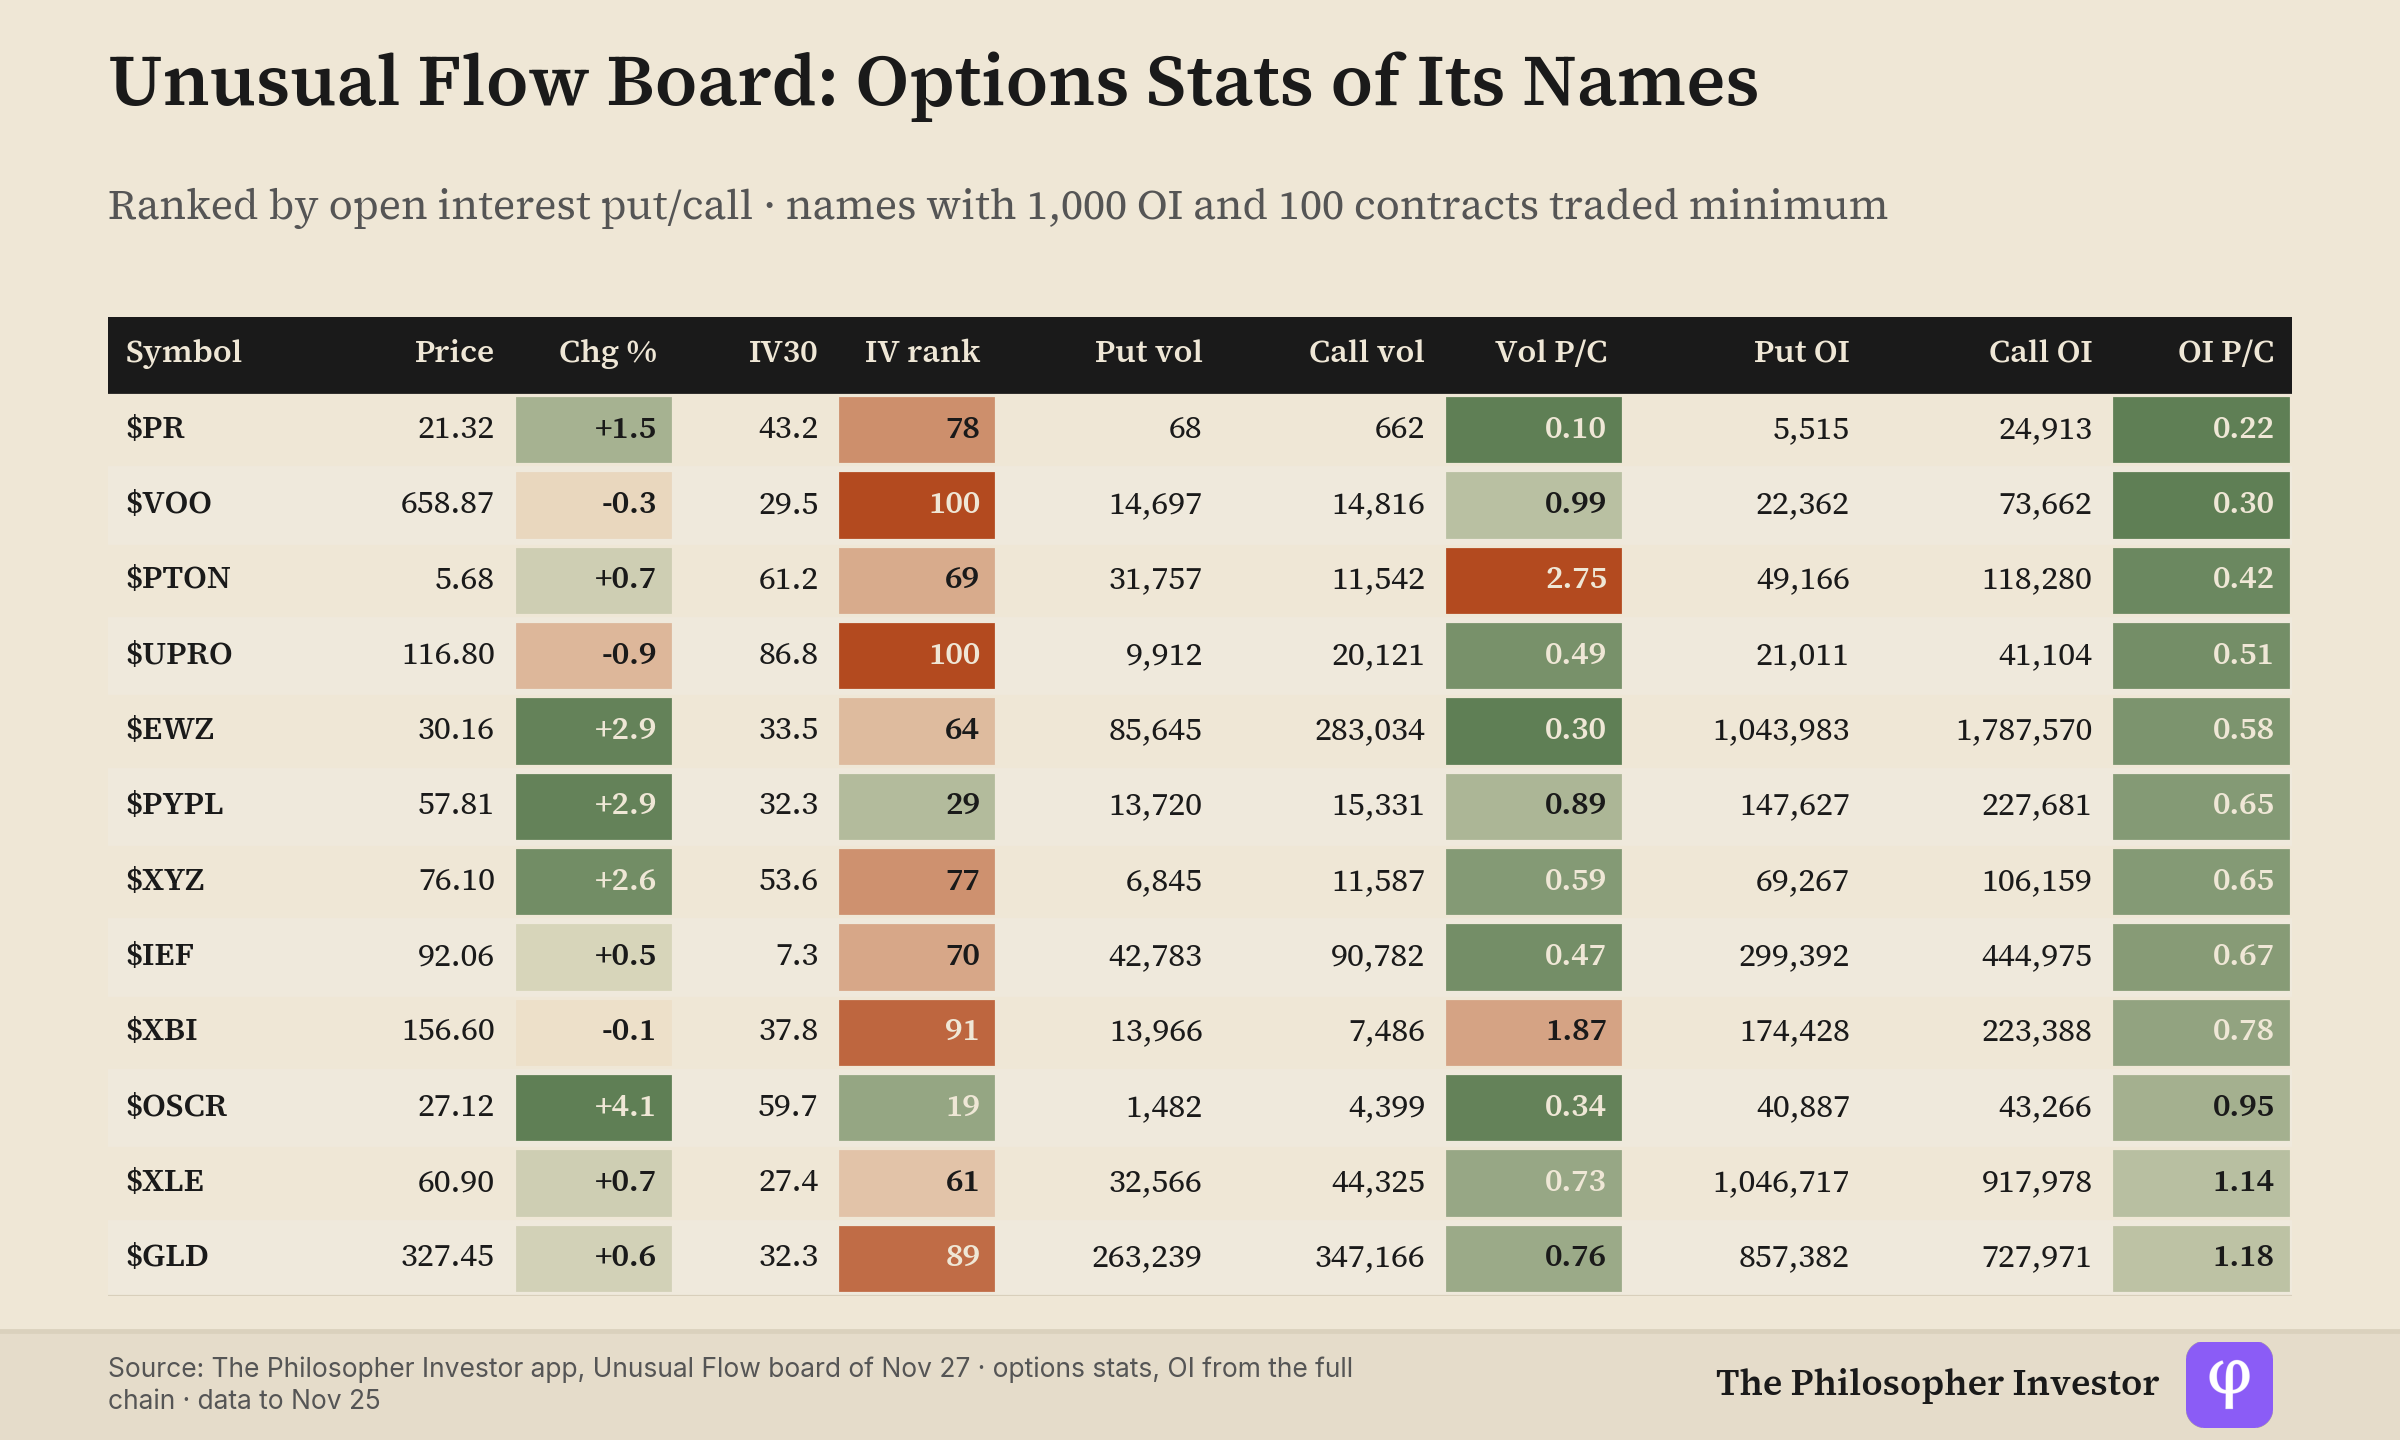 Unusual Flow Board: Options Stats of Its Names
Ranked by open interest put/call · names with 1,000 OI and 100 contracts traded minimum
Symbol Price Chg % IV30 IV rank Put vol Call vol Vol P/C Put OI Call OI OI P/C
$PR 21.32 +1.5 43.2 78 68 662 0.10 5,515 24,913 0.22
$VOO 658.87 -0.3 29.5 100 14,697 14,816 0.99 22,362 73,662 0.30
$PTON 5.68 +0.7 61.2 69 31,757 11,542 2.75 49,166 118,280 0.42
$UPRO 116.80 -0.9 86.8 100 9,912 20,121 0.49 21,011 41,104 0.51
$EWZ 30.16 +2.9 33.5 64 85,645 283,034 0.30 1,043,983 1,787,570 0.58
$PYPL 57.81 +2.9 32.3 29 13,720 15,331 0.89 147,627 227,681 0.65
$XYZ 76.10 +2.6 53.6 77 6,845 11,587 0.59 69,267 106,159 0.65
$IEF 92.06 +0.5 7.3 70 42,783 90,782 0.47 299,392 444,975 0.67
$XBI 156.60 -0.1 37.8 91 13,966 7,486 1.87 174,428 223,388 0.78
$OSCR 27.12 +4.1 59.7 19 1,482 4,399 0.34 40,887 43,266 0.95
$XLE 60.90 +0.7 27.4 61 32,566 44,325 0.73 1,046,717 917,978 1.14
$GLD 327.45 +0.6 32.3 89 263,239 347,166 0.76 857,382 727,971 1.18
Source: The Philosopher Investor app, Unusual Flow board of Nov 27 · options stats, OI from the full
chain · data to Nov 25
The Philosopher Investor φ